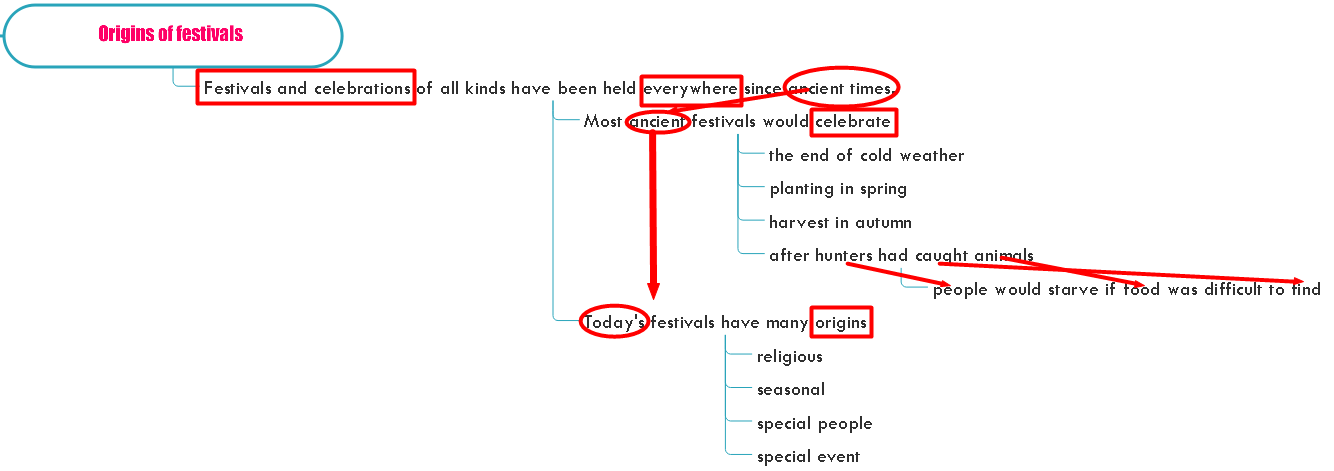 Origins of festivals
Festivals and celebrations of all kinds have been held everywhere since ancient times.
Most ancient festivals would celebrate
the end of cold weather
planting in spring
harvest in autumn
after hunters had caught animals
people would starve if food was difficult to find
Today's festivals have many origins
religious
seasonal
special people
special event